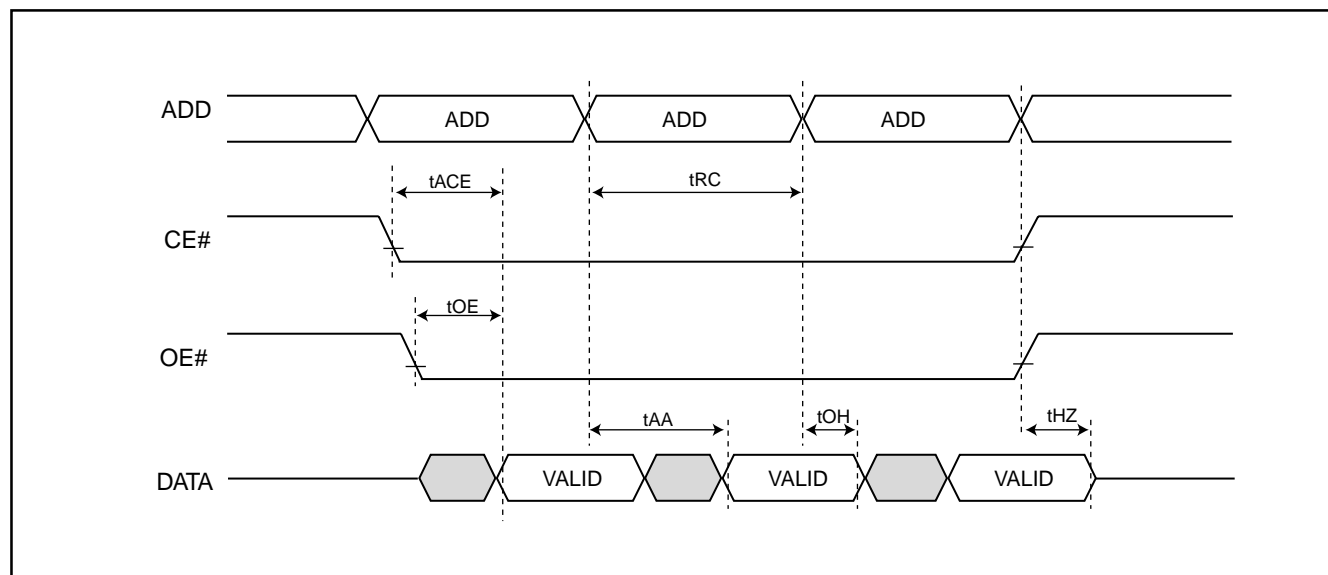 ADD
ADD
ADD
ADD
tACE
tRC
CE#
tOE
OE#
tAA
tOH
tHZ
DATA
VALID
VALID
VALID